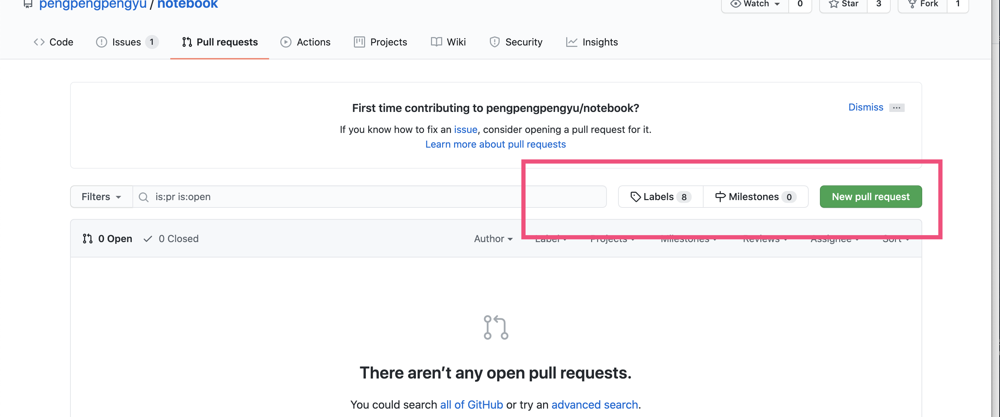 pengpengpengyu / notebook
Watch 0 Star 3 Fork 1
Code Issues 1 Pull requests Actions Projects Wiki Security Insights
First time contributing to pengpengpengyu/notebook?
Dismiss ...
If you know how to fix an issue, consider opening a pull request for it.
Learn more about pull requests
Filters is:pr is:open Labels 8 Milestones 0 New pull request
0 Open 0 Closed Author Label Projects Milestones Reviews Assignee Sort
There aren’t any open pull requests.
You could search all of GitHub or try an advanced search.